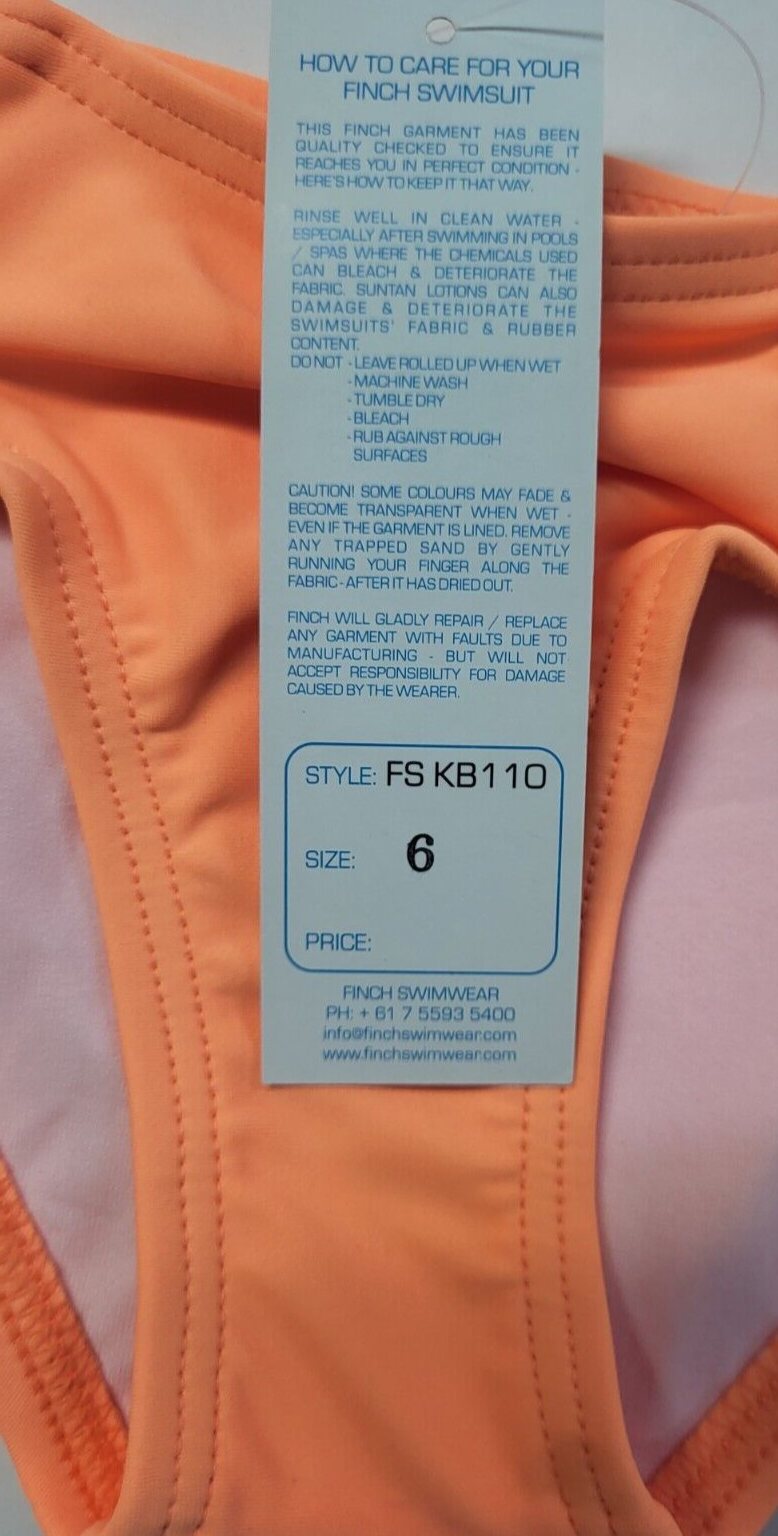 HOW TO CARE FOR YOUR
FINCH SWIMSUIT
THIS FINCH GARMENT HAS BEEN
QUALITY CHECKED TO ENSURE IT
REACHES YOU IN PERFECT CONDITION -
HERE'S HOW TO KEEP IT THAT WAY.
RINSE WELL IN CLEAN WATER -
ESPECIALLY AFTER SWIMMING IN POOLS
/ SPAS WHERE THE CHEMICALS USED
CAN BLEACH & DETERIORATE THE
FABRIC. SUNTAN LOTIONS CAN ALSO
DAMAGE & DETERIORATE THE
SWIMSUITS' FABRIC & RUBBER
CONTENT.
DO NOT - LEAVE ROLLED UP WHEN WET
- MACHINE WASH
- TUMBLE DRY
- BLEACH
- RUB AGAINST ROUGH
SURFACES
CAUTION! SOME COLOURS MAY FADE &
BECOME TRANSPARENT WHEN WET -
EVEN IF THE GARMENT IS LINED. REMOVE
ANY TRAPPED SAND BY GENTLY
RUNNING YOUR FINGER ALONG THE
FABRIC - AFTER IT HAS DRIED OUT.
FINCH WILL GLADLY REPAIR / REPLACE
ANY GARMENT WITH FAULTS DUE TO
MANUFACTURING - BUT WILL NOT
ACCEPT RESPONSIBILITY FOR DAMAGE
CAUSED BY THE WEARER.
STYLE: FS KB110
SIZE: 6
PRICE:
FINCH SWIMWEAR
PH: + 61 7 5593 5400
info@finchswimwear.com
www.finchswimwear.com